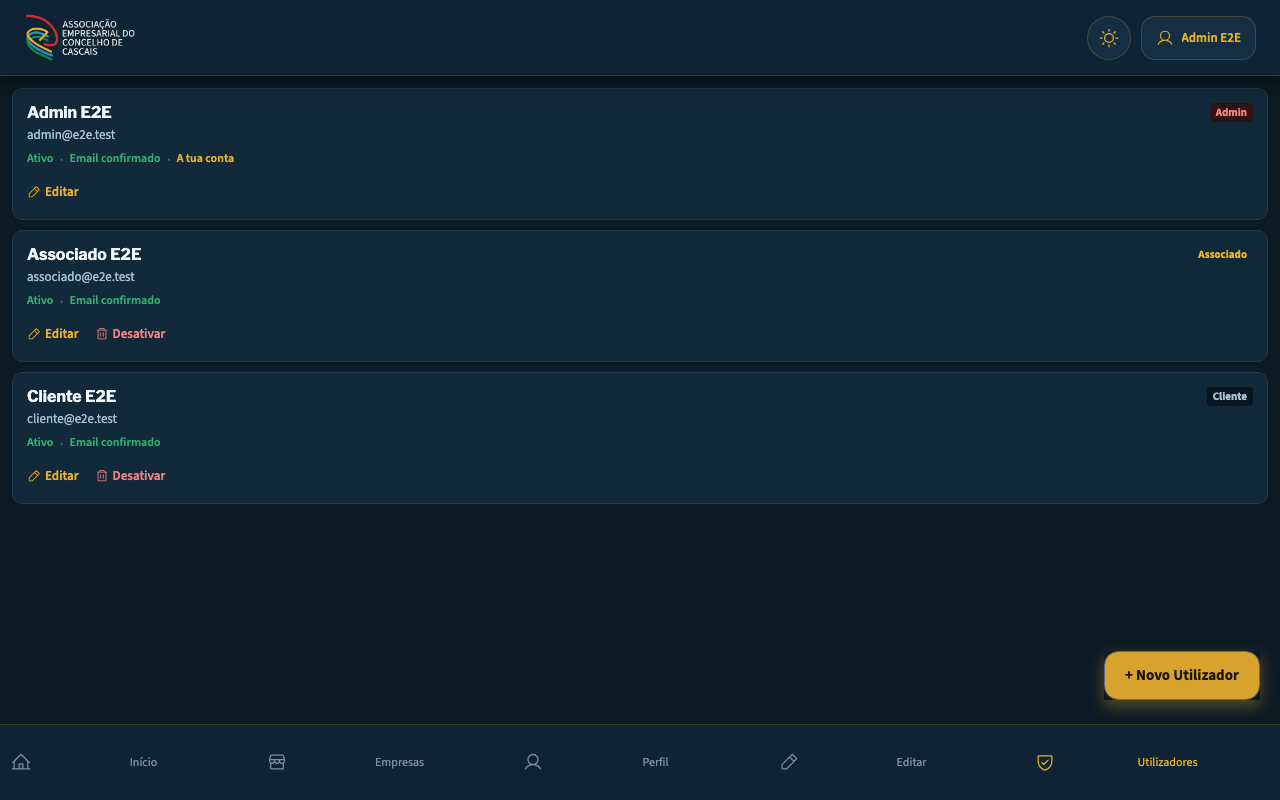 ASSOCIAÇÃO
EMPRESARIAL DO
CONCELHO DE
CASCAIS
Admin E2E
Admin E2E
Admin
admin@e2e.test
Ativo · Email confirmado · A tua conta
Editar
Associado E2E
Associado
associado@e2e.test
Ativo · Email confirmado
Editar Desativar
Cliente E2E
Cliente
cliente@e2e.test
Ativo · Email confirmado
Editar Desativar
+ Novo Utilizador
Início Empresas Perfil Editar Utilizadores